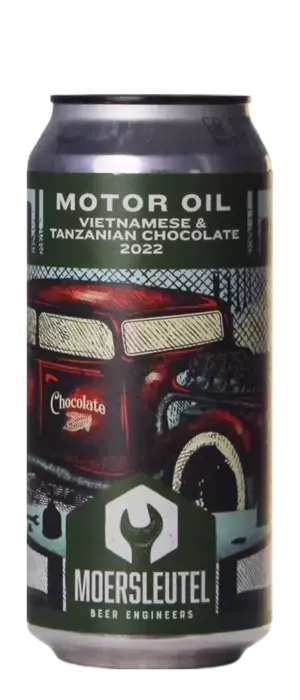 MOTOR OIL
VIETNAMESE &
TANZANIAN CHOCOLATE
2022
Chocolate
MOERSLEUTEL
BEER ENGINEERS